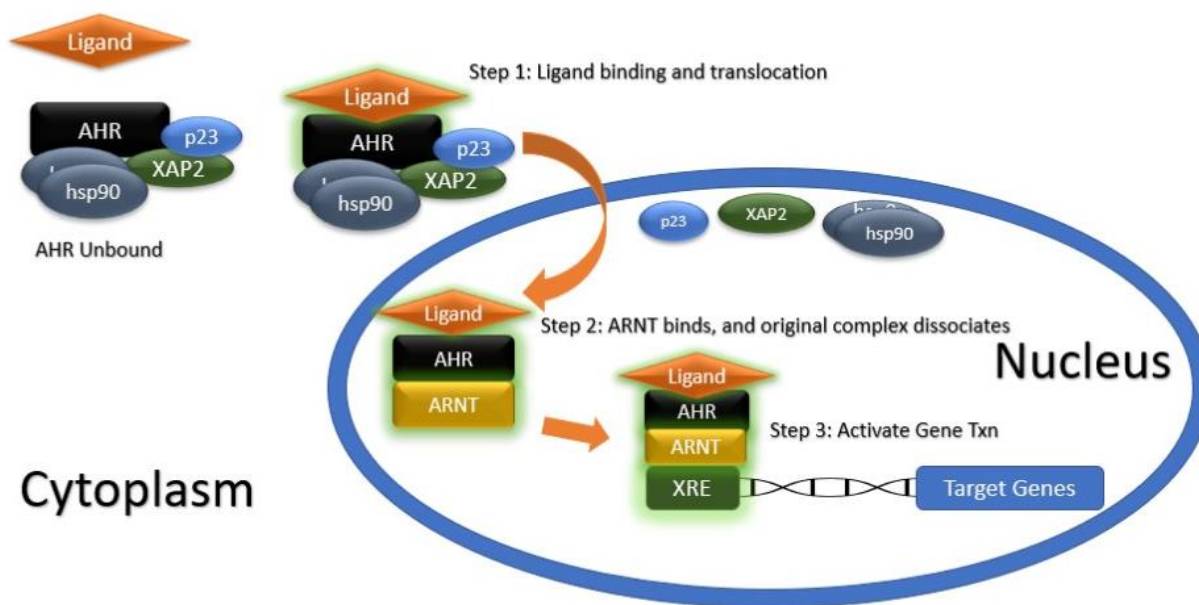 Ligand
AHR
p23
XAP2
hsp90
AHR Unbound
Step 1: Ligand binding and translocation
Ligand
AHR
p23
XAP2
hsp90
p23
XAP2
hsp90
Ligand
AHR
ARNT
Step 2: ARNT binds, and original complex dissociates
Nucleus
Ligand
AHR
ARNT
XRE
Step 3: Activate Gene Txn
Target Genes
Cytoplasm